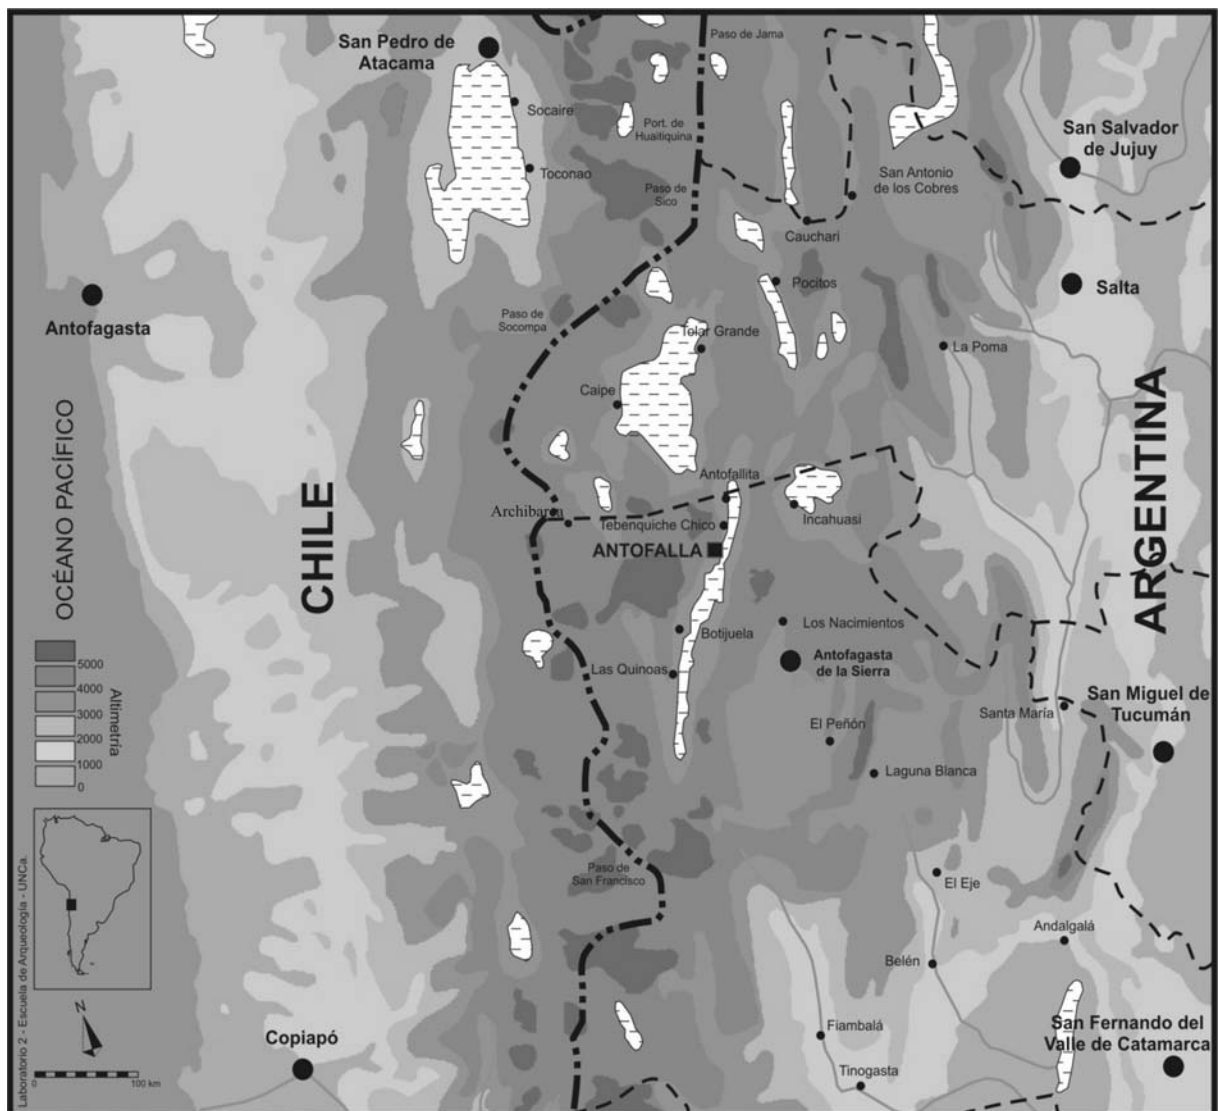 San Pedro de
Atacama
Paso de Jama
Socaire
Port. de
Huaitiquina
San Salvador
de Jujuy
Toconao
San Antonio
de los Cobres
Paso de
Sico
Cauchari
Pocitos
Salta
Antofagasta
Paso de
Socompa
Tolar Grande
La Poma
Caipe
OCÉANO PACÍFICO
CHILE
ARGENTINA
Antofallita
Archibarca
Tebenquiche Chico
Incahuasi
ANTOFALLA
Botijuela
Los Nacimientos
Las Quinoas
Antofagasta
de la Sierra
5000
4000
3000
2000
1000
0
Altimetría
San Miguel de
Tucumán
Santa María
El Peñón
Laguna Blanca
Paso de
San Francisco
El Eje
Andalgalá
Belén
N
Copiapó
Fiambalá
San Fernando del
Valle de Catamarca
Tinogasta
0
100 km
Laboratorio 2 - Escuela de Arqueología - UNCa.